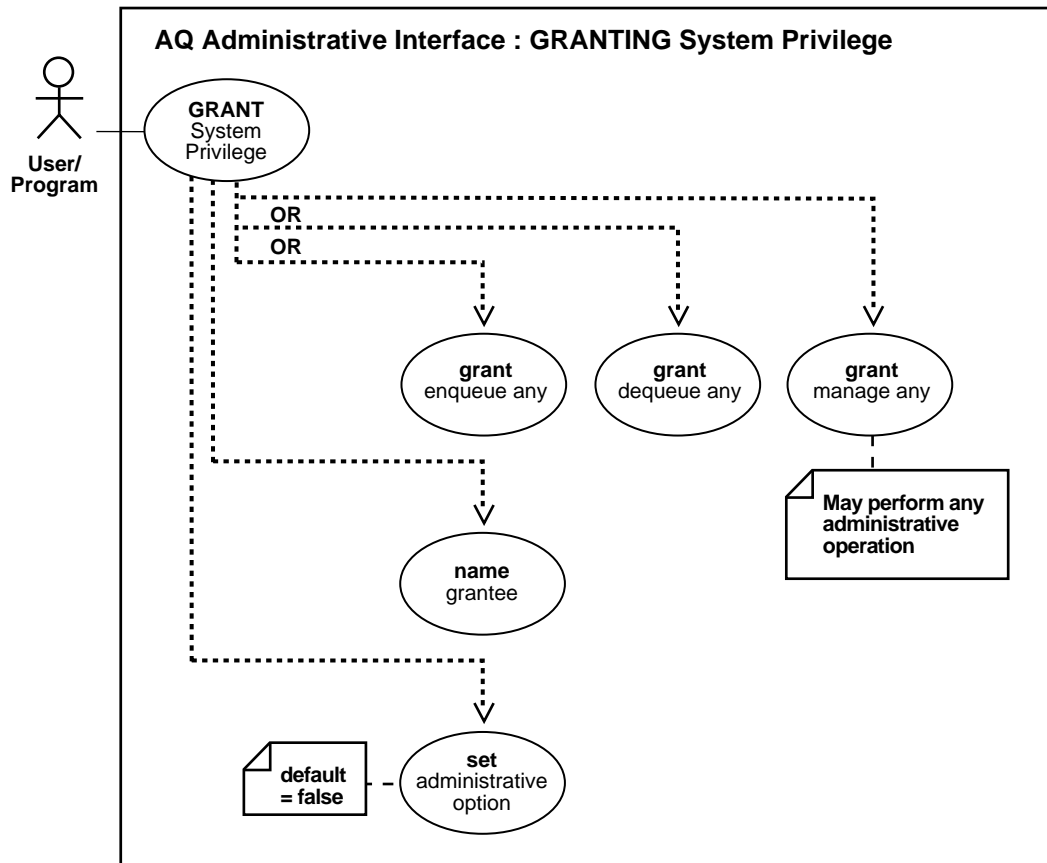 AQ Administrative Interface : GRANTING System Privilege
User/
Program
GRANT
System
Privilege
OR
OR
grant
enqueue any
grant
dequeue any
grant
manage any
May perform any
administrative
operation
name
grantee
default
= false
set
administrative
option